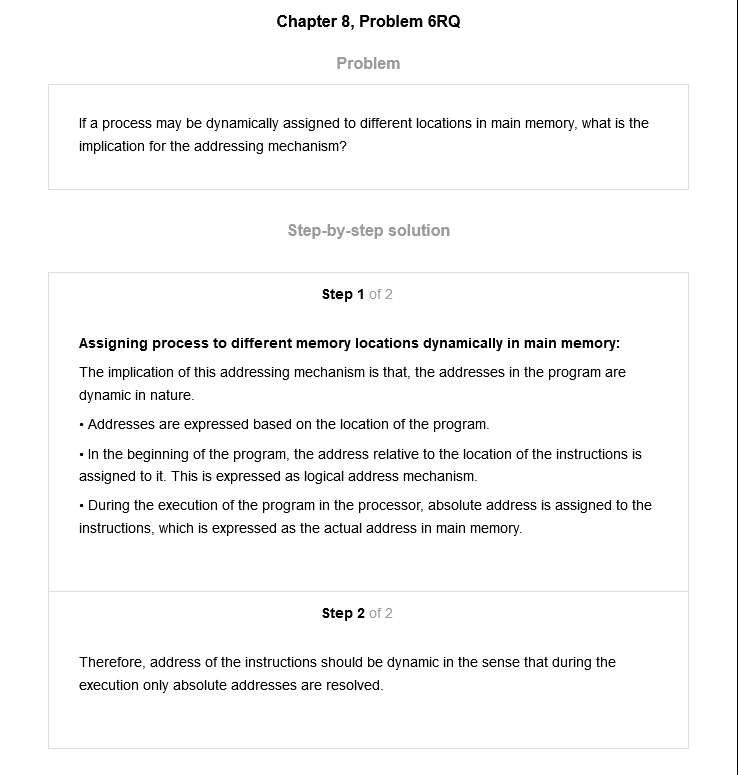 Chapter 8, Problem 6RQ
Problem
If a process may be dynamically assigned to different locations in main memory, what is the
implication for the addressing mechanism?
Step-by-step solution
Step 1 of 2
Assigning process to different memory locations dynamically in main memory:
The implication of this addressing mechanism is that, the addresses in the program are
dynamic in nature.
• Addresses are expressed based on the location of the program.
• In the beginning of the program, the address relative to the location of the instructions is
assigned to it. This is expressed as logical address mechanism.
• During the execution of the program in the processor, absolute address is assigned to the
instructions, which is expressed as the actual address in main memory.
Step 2 of 2
Therefore, address of the instructions should be dynamic in the sense that during the
execution only absolute addresses are resolved.